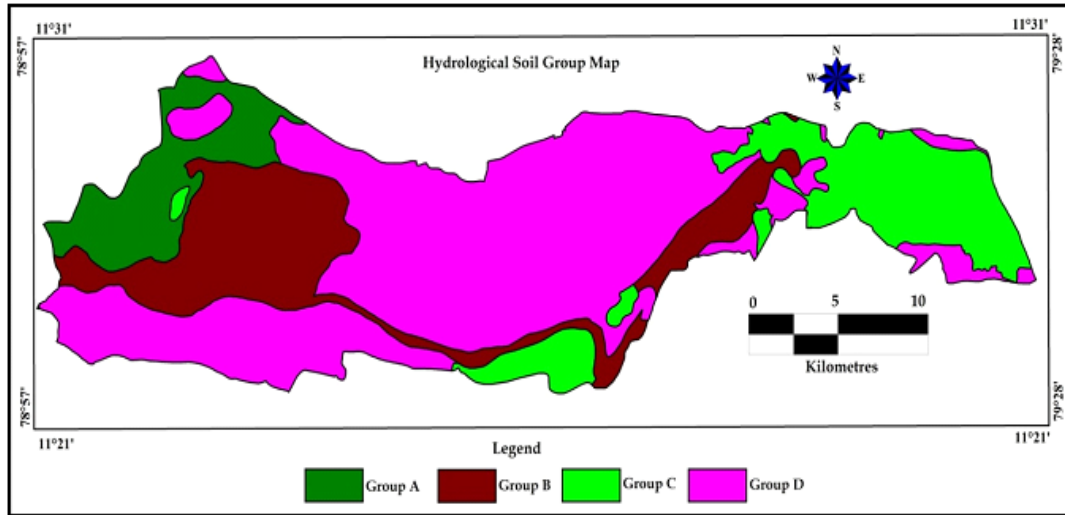 11°31' 11°31'
78°57' 79°28'
Hydrological Soil Group Map
N
W E
S
0 5 10
Kilometres
78°57' 79°28'
11°21' 11°21'
Legend
Group A Group B Group C Group D